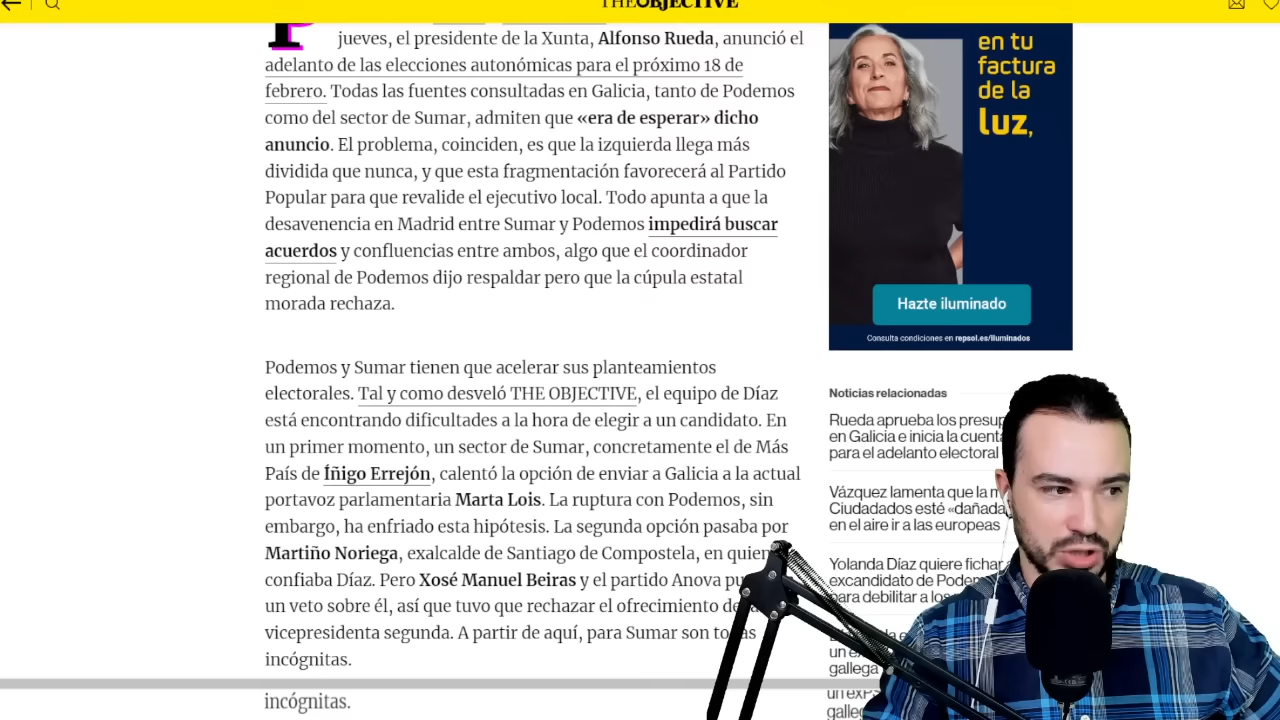 THEOBJECTIVE
P
jueves, el presidente de la Xunta, Alfonso Rueda, anunció el
adelanto de las elecciones autonómicas para el próximo 18 de
febrero. Todas las fuentes consultadas en Galicia, tanto de Podemos
como del sector de Sumar, admiten que «era de esperar» dicho
anuncio. El problema, coinciden, es que la izquierda llega más
dividida que nunca, y que esta fragmentación favorecerá al Partido
Popular para que revalide el ejecutivo local. Todo apunta a que la
desavenencia en Madrid entre Sumar y Podemos impedirá buscar
acuerdos y confluencias entre ambos, algo que el coordinador
regional de Podemos dijo respaldar pero que la cúpula estatal
morada rechaza.
Podemos y Sumar tienen que acelerar sus planteamientos
electorales. Tal y como desveló THE OBJECTIVE, el equipo de Díaz
está encontrando dificultades a la hora de elegir a un candidato. En
un primer momento, un sector de Sumar, concretamente el de Más
País de Íñigo Errejón, calentó la opción de enviar a Galicia a la actual
portavoz parlamentaria Marta Lois. La ruptura con Podemos, sin
embargo, ha enfriado esta hipótesis. La segunda opción pasaba por
Martiño Noriega, exalcalde de Santiago de Compostela, en quien
confiaba Díaz. Pero Xosé Manuel Beiras y el partido Anova
un veto sobre él, así que tuvo que rechazar el ofrecimiento
vicepresidenta segunda. A partir de aquí, para Sumar son
incógnitas.
incógnitas.
en tu
factura
de la
luz,
Hazte iluminado
Consulta condiciones en repsol.es/iluminados
Noticias relacionadas
Rueda aprueba los
en Galicia e inicia la
para el adelanto electoral
Vázquez lamenta que la
Ciudadados esté «dañada
en el aire ir a las europeas
Yolanda Díaz quiere fichar
excandidato de
para debilitar a
gallega